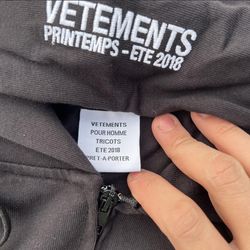 VETEMENTS
PRINTEMPS - ETE 2018
VETEMENTS
POUR HOMME
TRICOTS
ETE 2018
PRET-A-PORTER